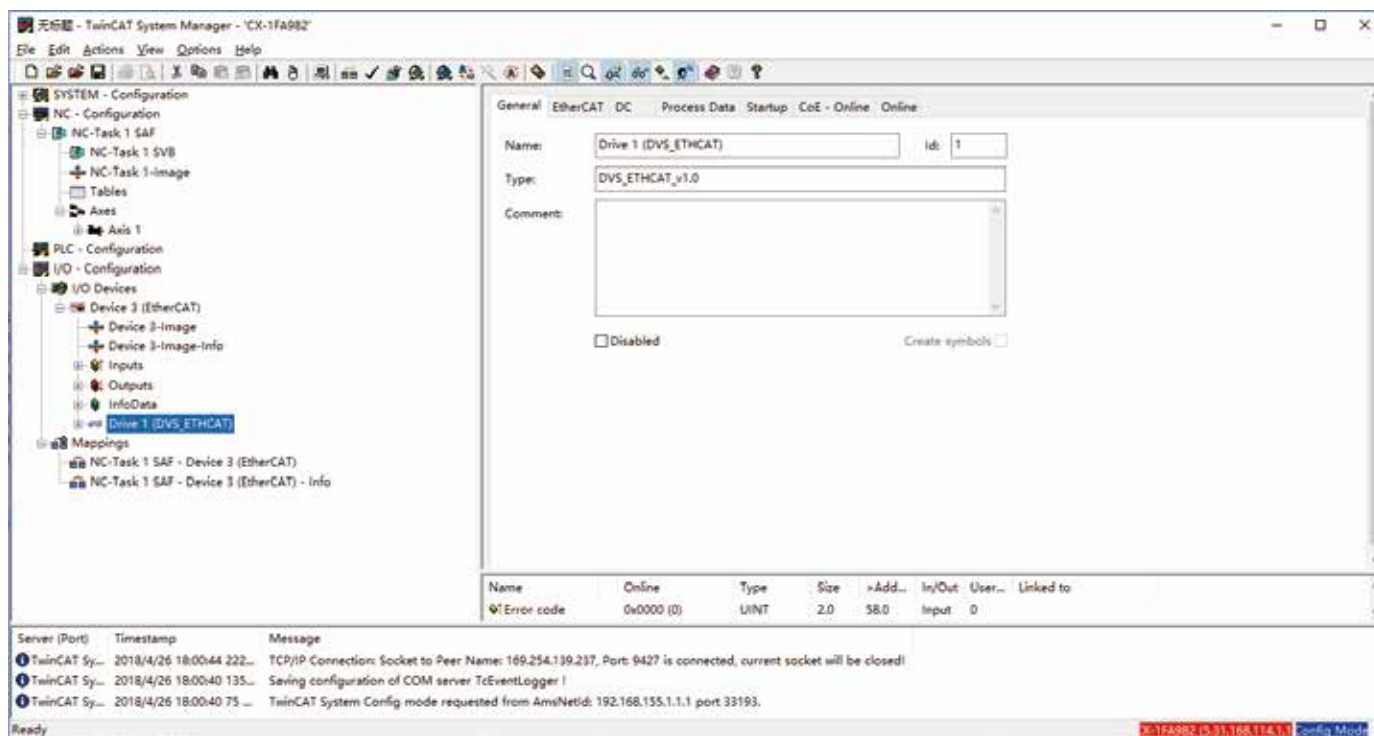 无标题 - TwinCAT System Manager - 'CX-1FA982'
File Edit Actions View Options Help
SYSTEM - Configuration
NC - Configuration
NC-Task 1 SAF
NC-Task 1 SVB
NC-Task 1-Image
Tables
Axes
Axis 1
PLC - Configuration
I/O - Configuration
I/O Devices
Device 3 (EtherCAT)
Device 3-Image
Device 3-Image-Info
Inputs
Outputs
InfoData
Drive 1 (DVS_ETHCAT)
Mappings
NC-Task 1 SAF - Device 3 (EtherCAT)
NC-Task 1 SAF - Device 3 (EtherCAT) - Info
General EtherCAT DC Process Data Startup CoE - Online Online
Name: Drive 1 (DVS_ETHCAT) Id: 1
Type: DVS_ETHCAT_v1.0
Comment:
Disabled Create symbols
Name Online Type Size >Add... In/Out User... Linked to
Error code 0x0000 (0) UINT 2.0 58.0 Input 0
Server (Port) Timestamp Message
TwinCAT Sy... 2018/4/26 18:00:44 222... TCP/IP Connection: Socket to Peer Name: 169.254.139.237, Port: 9427 is connected, current socket will be closed!
TwinCAT Sy... 2018/4/26 18:00:40 135... Saving configuration of COM server TcEventLogger !
TwinCAT Sy... 2018/4/26 18:00:40 75 ... TwinCAT System Config mode requested from AmsNetId: 192.168.155.1.1.1 port 33193.
Ready CX-1FA982 (5.31.168.114.1.1 Config Mode